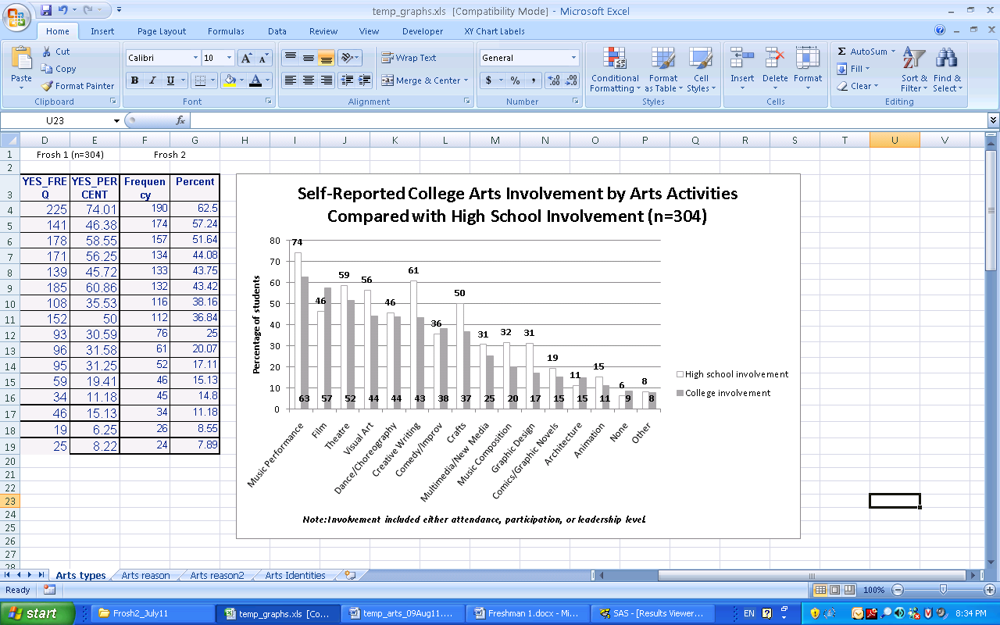 temp_graphs.xls [Compatibility Mode] - Microsoft Excel
Home Insert Page Layout Formulas Data Review View Developer XY Chart Labels
Paste Cut Copy Format Painter Clipboard
Calibri 10 B I U A A A Font
Wrap Text Merge & Center Alignment
General $ % , .0 .00 .00 .0 Number
Conditional Formatting Format as Table Cell Styles Styles
Insert Delete Format Cells
Σ AutoSum Fill Clear Sort & Filter Find & Select Editing
U23 fx
D E F G H I J K L M N O P Q R S T U V
1 Frosh 1 (n=304) Frosh 2
2
3 YES_FREQ YES_PERCENT Frequency Percent
4 225 74.01 190 62.5
5 141 46.38 174 57.24
6 178 58.55 157 51.64
7 171 56.25 134 44.08
8 139 45.72 133 43.75
9 185 60.86 132 43.42
10 108 35.53 116 38.16
11 152 50 112 36.84
12 93 30.59 76 25
13 96 31.58 61 20.07
14 95 31.25 52 17.11
15 59 19.41 46 15.13
16 34 11.18 45 14.8
17 46 15.13 34 11.18
18 19 6.25 26 8.55
19 25 8.22 24 7.89
20
21
22
23
24
25
26
27
28
Self-Reported College Arts Involvement by Arts Activities
Compared with High School Involvement (n=304)
Percentage of students
80
70
60
50
40
30
20
10
0
74 46 59 56 46 61 36 50 31 32 31 19 11 15 6 8
63 57 52 44 44 43 38 37 25 20 17 15 15 11 9 8
Music Performance
Film
Theatre
Visual Art
Dance/Choreography
Creative Writing
Comedy/Improv
Crafts
Multimedia/New Media
Music Composition
Graphic Design
Comics/Graphic Novels
Architecture
Animation
None
Other
High school involvement
College involvement
Note: Involvement included either attendance, participation, or leadership level.
Arts types Arts reason Arts reason2 Arts Identities
Ready 100%
start Frosh2_July11 temp_graphs.xls [Co... temp_arts_09Aug11.... Freshman 1.docx - Mi... SAS - [Results Viewer... EN 8:34 PM